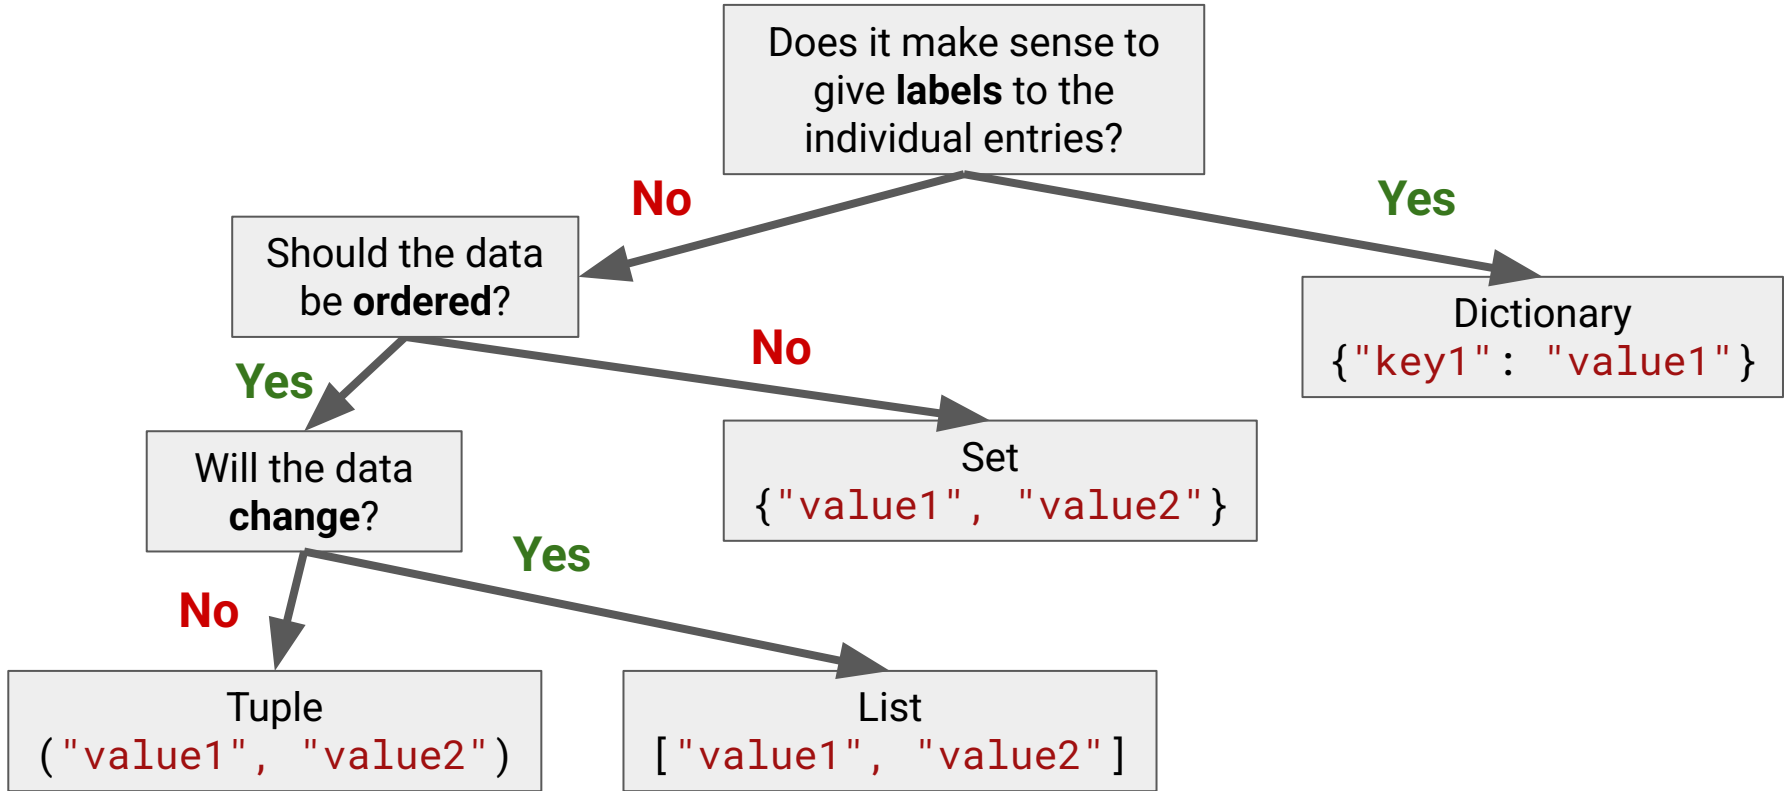 Does it make sense to
give labels to the
individual entries?
No
Yes
Should the data
be ordered?
Dictionary
{"key1": "value1"}
Yes
No
Will the data
change?
Set
{"value1", "value2"}
No
Yes
Tuple
("value1", "value2")
List
["value1", "value2"]